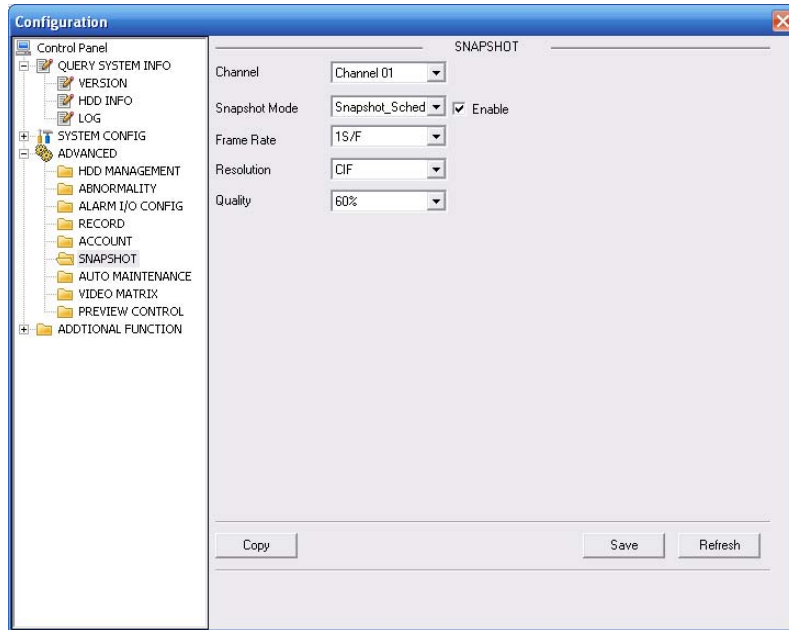 Configuration
Control Panel
QUERY SYSTEM INFO
VERSION
HDD INFO
LOG
SYSTEM CONFIG
ADVANCED
HDD MANAGEMENT
ABNORMALITY
ALARM I/O CONFIG
RECORD
ACCOUNT
SNAPSHOT
AUTO MAINTENANCE
VIDEO MATRIX
PREVIEW CONTROL
ADDTIONAL FUNCTION
SNAPSHOT
Channel Channel 01
Snapshot Mode Snapshot_Sched Enable
Frame Rate 1S/F
Resolution CIF
Quality 60%
Copy Save Refresh